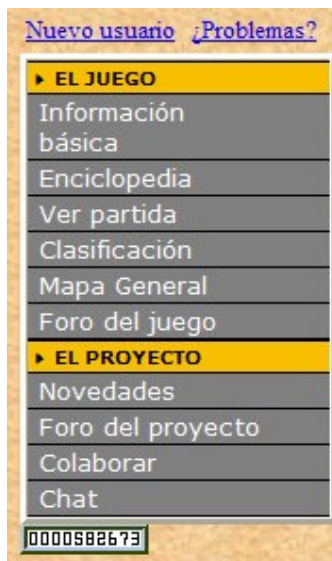 Nuevo usuario ¿Problemas?
EL JUEGO
Información
básica
Enciclopedia
Ver partida
Clasificación
Mapa General
Foro del juego
EL PROYECTO
Novedades
Foro del proyecto
Colaborar
Chat
0000582673